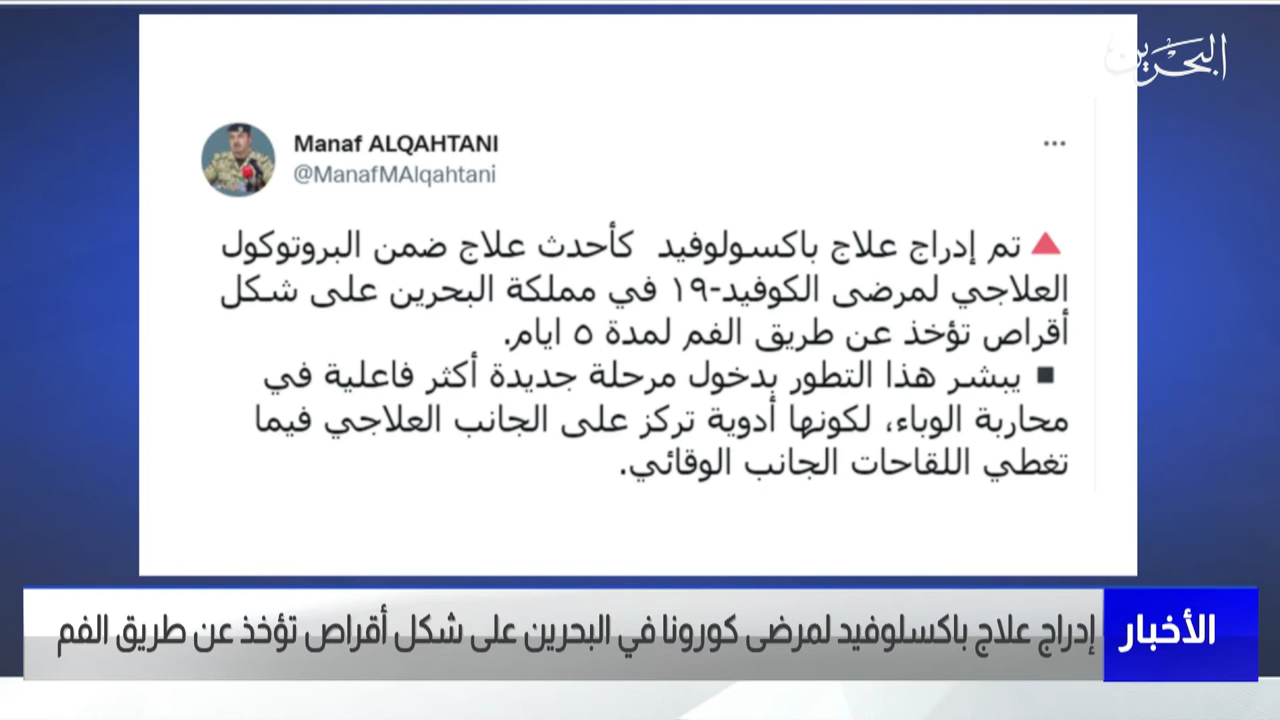 البحرين
Manaf ALQAHTANI
@ManafMAlqahtani
تم إدراج علاج باكسولوفيد كأحدث علاج ضمن البروتوكول
العلاجي لمرضى الكوفيد-١٩ في مملكة البحرين على شكل
أقراص تؤخذ عن طريق الفم لمدة ٥ ايام.
يبشر هذا التطور بدخول مرحلة جديدة أكثر فاعلية في
محاربة الوباء، لكونها أدوية تركز على الجانب العلاجي فيما
تغطي اللقاحات الجانب الوقائي.
الأخبار
إدراج علاج باكسلوفيد لمرضى كورونا في البحرين على شكل أقراص تؤخذ عن طريق الفم